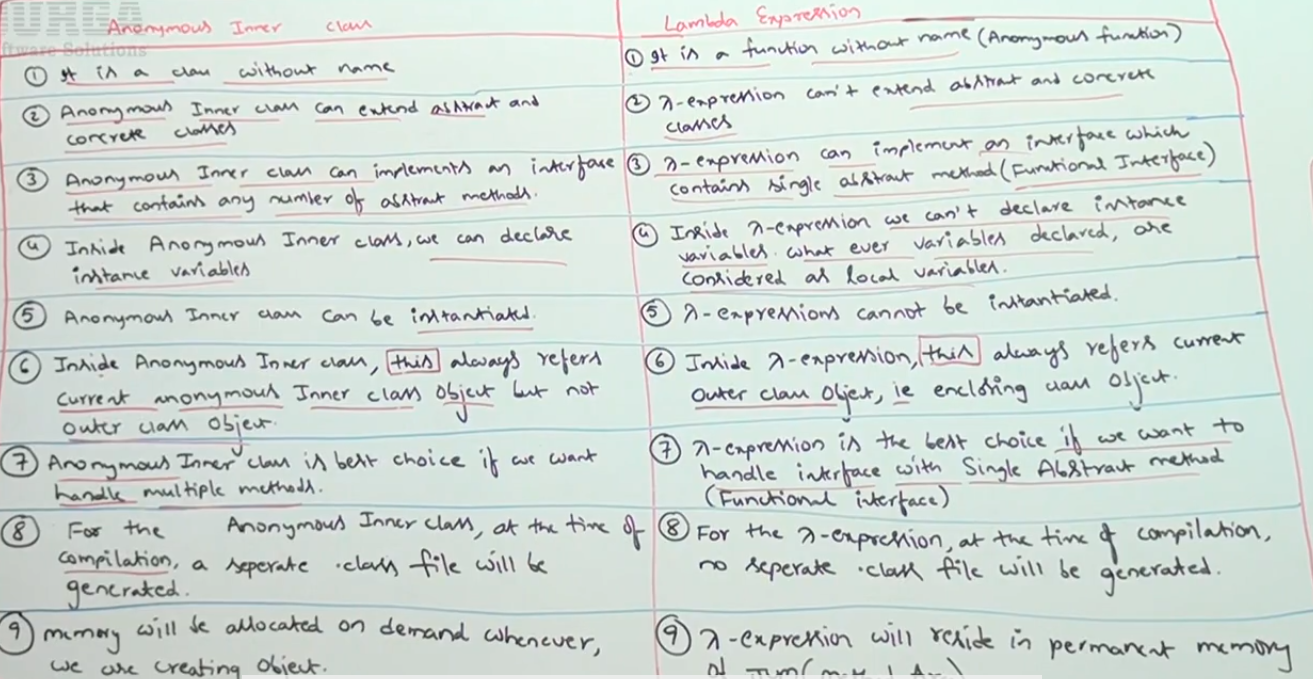 ftware Solutions
Anonymous Inner class
① It is a class without name
② Anonymous Inner class can extend abstract and
concrete classes
③ Anonymous Inner class can implements an interface
that contains any number of abstract methods.
④ Inside Anonymous Inner class, we can declare
instance variables
⑤ Anonymous Inner class can be instantiated.
⑥ Inside Anonymous Inner class, this always refers
current anonymous Inner class object but not
outer class object.
⑦ Anonymous Inner class is best choice if we want
handle multiple methods.
⑧ For the Anonymous Inner class, at the time of
compilation, a seperate .class file will be
generated.
⑨ memory will be allocated on demand whenever,
we are creating object.
Lambda Expression
① It is a function without name (Anonymous function)
② λ-expression can't extend abstract and concrete
classes
③ λ-expression can implement an interface which
contains single abstract method (Functional Interface)
④ Inside λ-expression we can't declare instance
variables. what ever variables declared, are
considered as local variables.
⑤ λ-expressions cannot be instantiated.
⑥ Inside λ-expression, this always refers current
outer class Object, ie enclosing class Object.
⑦ λ-expression is the best choice if we want to
handle interface with Single Abstract method
(Functional interface)
⑧ For the λ-expression, at the time of compilation,
no seperate .class file will be generated.
⑨ λ-expression will reside in permanent memory
of JVM (